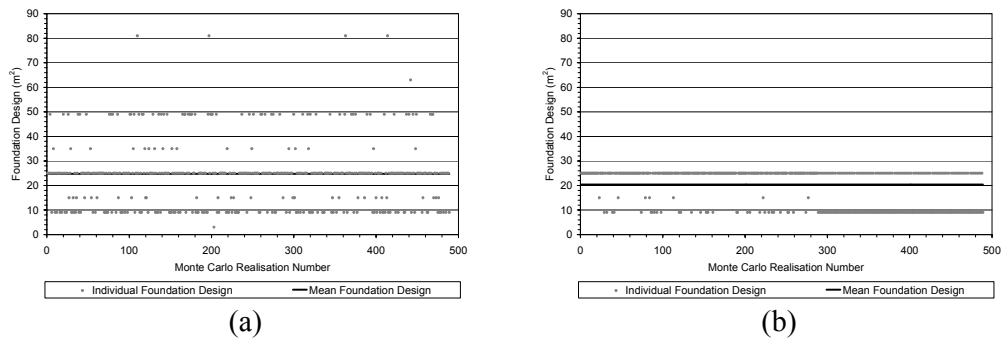 90
80
70
60
50
40
30
20
10
0
Foundation Design (m²)
0 100 200 300 400 500
Monte Carlo Realisation Number
Individual Foundation Design Mean Foundation Design
(a)
90
80
70
60
50
40
30
20
10
0
Foundation Design (m²)
0 100 200 300 400 500
Monte Carlo Realisation Number
Individual Foundation Design Mean Foundation Design
(b)